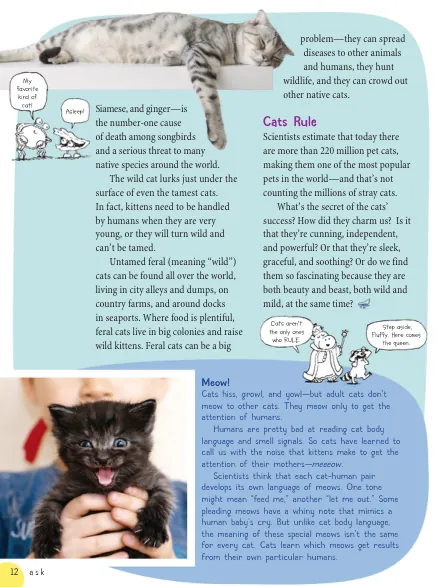 My
favorite
kind of
cat!
Asleep!
Siamese, and ginger—is
the number-one cause
of death among songbirds
and a serious threat to many
native species around the world.
The wild cat lurks just under the
surface of even the tamest cats.
In fact, kittens need to be handled
by humans when they are very
young, or they will turn wild and
can't be tamed.
Untamed feral (meaning “wild”)
cats can be found all over the world,
living in city alleys and dumps, on
country farms, and around docks
in seaports. Where food is plentiful,
feral cats live in big colonies and raise
wild kittens. Feral cats can be a big
problem—they can spread
diseases to other animals
and humans, they hunt
wildlife, and they can crowd out
other native cats.
Cats Rule
Scientists estimate that today there
are more than 220 million pet cats,
making them one of the most popular
pets in the world—and that's not
counting the millions of stray cats.
What's the secret of the cats'
success? How did they charm us? Is it
that they're cunning, independent,
and powerful? Or that they're sleek,
graceful, and soothing? Or do we find
them so fascinating because they are
both beauty and beast, both wild and
mild, at the same time?
Cats aren't
the only ones
who RULE.
Step aside,
Fluffy. Here comes
the queen.
Meow!
Cats hiss, growl, and yowl—but adult cats don't
meow to other cats. They meow only to get the
attention of humans.
Humans are pretty bad at reading cat body
language and smell signals. So cats have learned to
call us with the noise that kittens make to get the
attention of their mothers—meeeow.
Scientists think that each cat-human pair
develops its own language of meows. One tone
might mean “feed me,” another “let me out.” Some
pleading meows have a whiny note that mimics a
human baby's cry. But unlike cat body language,
the meaning of these special meows isn't the same
for every cat. Cats learn which meows get results
from their own particular humans.
12 ask